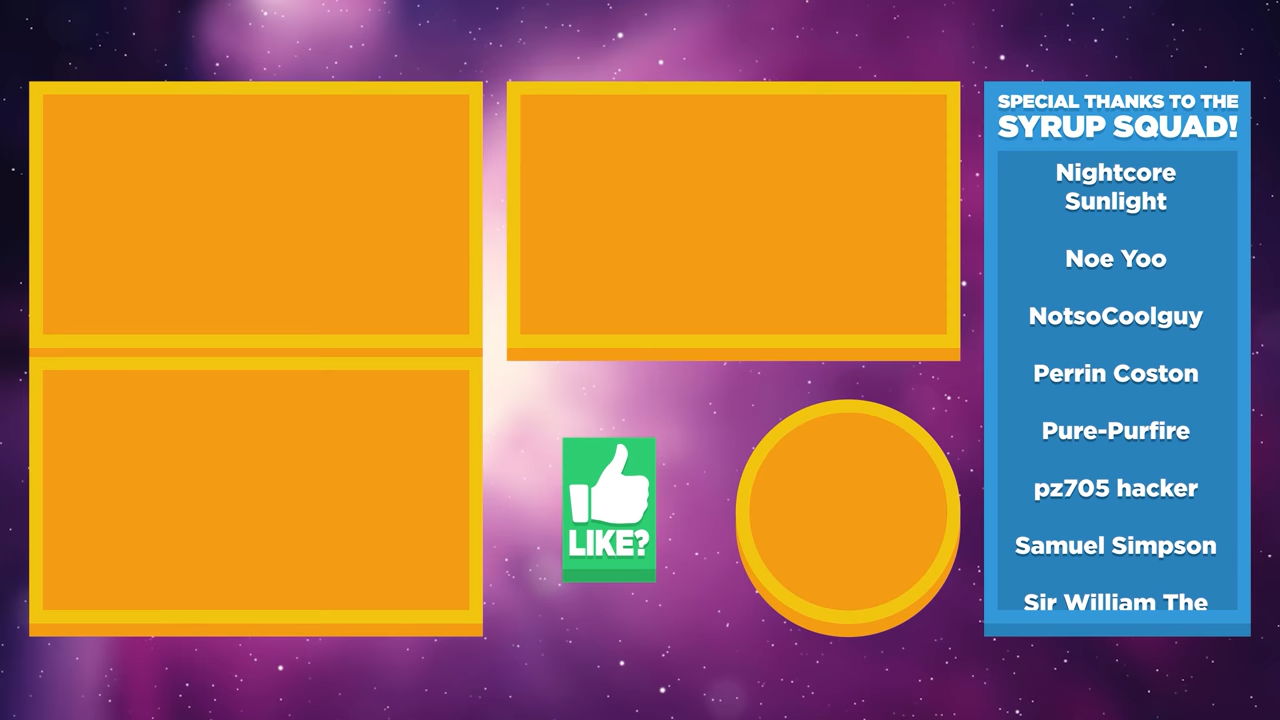 SPECIAL THANKS TO THE
SYRUP SQUAD!
Nightcore
Sunlight
Noe Yoo
NotsoCoolguy
Perrin Coston
Pure-Purfire
pz705 hacker
Samuel Simpson
Sir William The
LIKE?